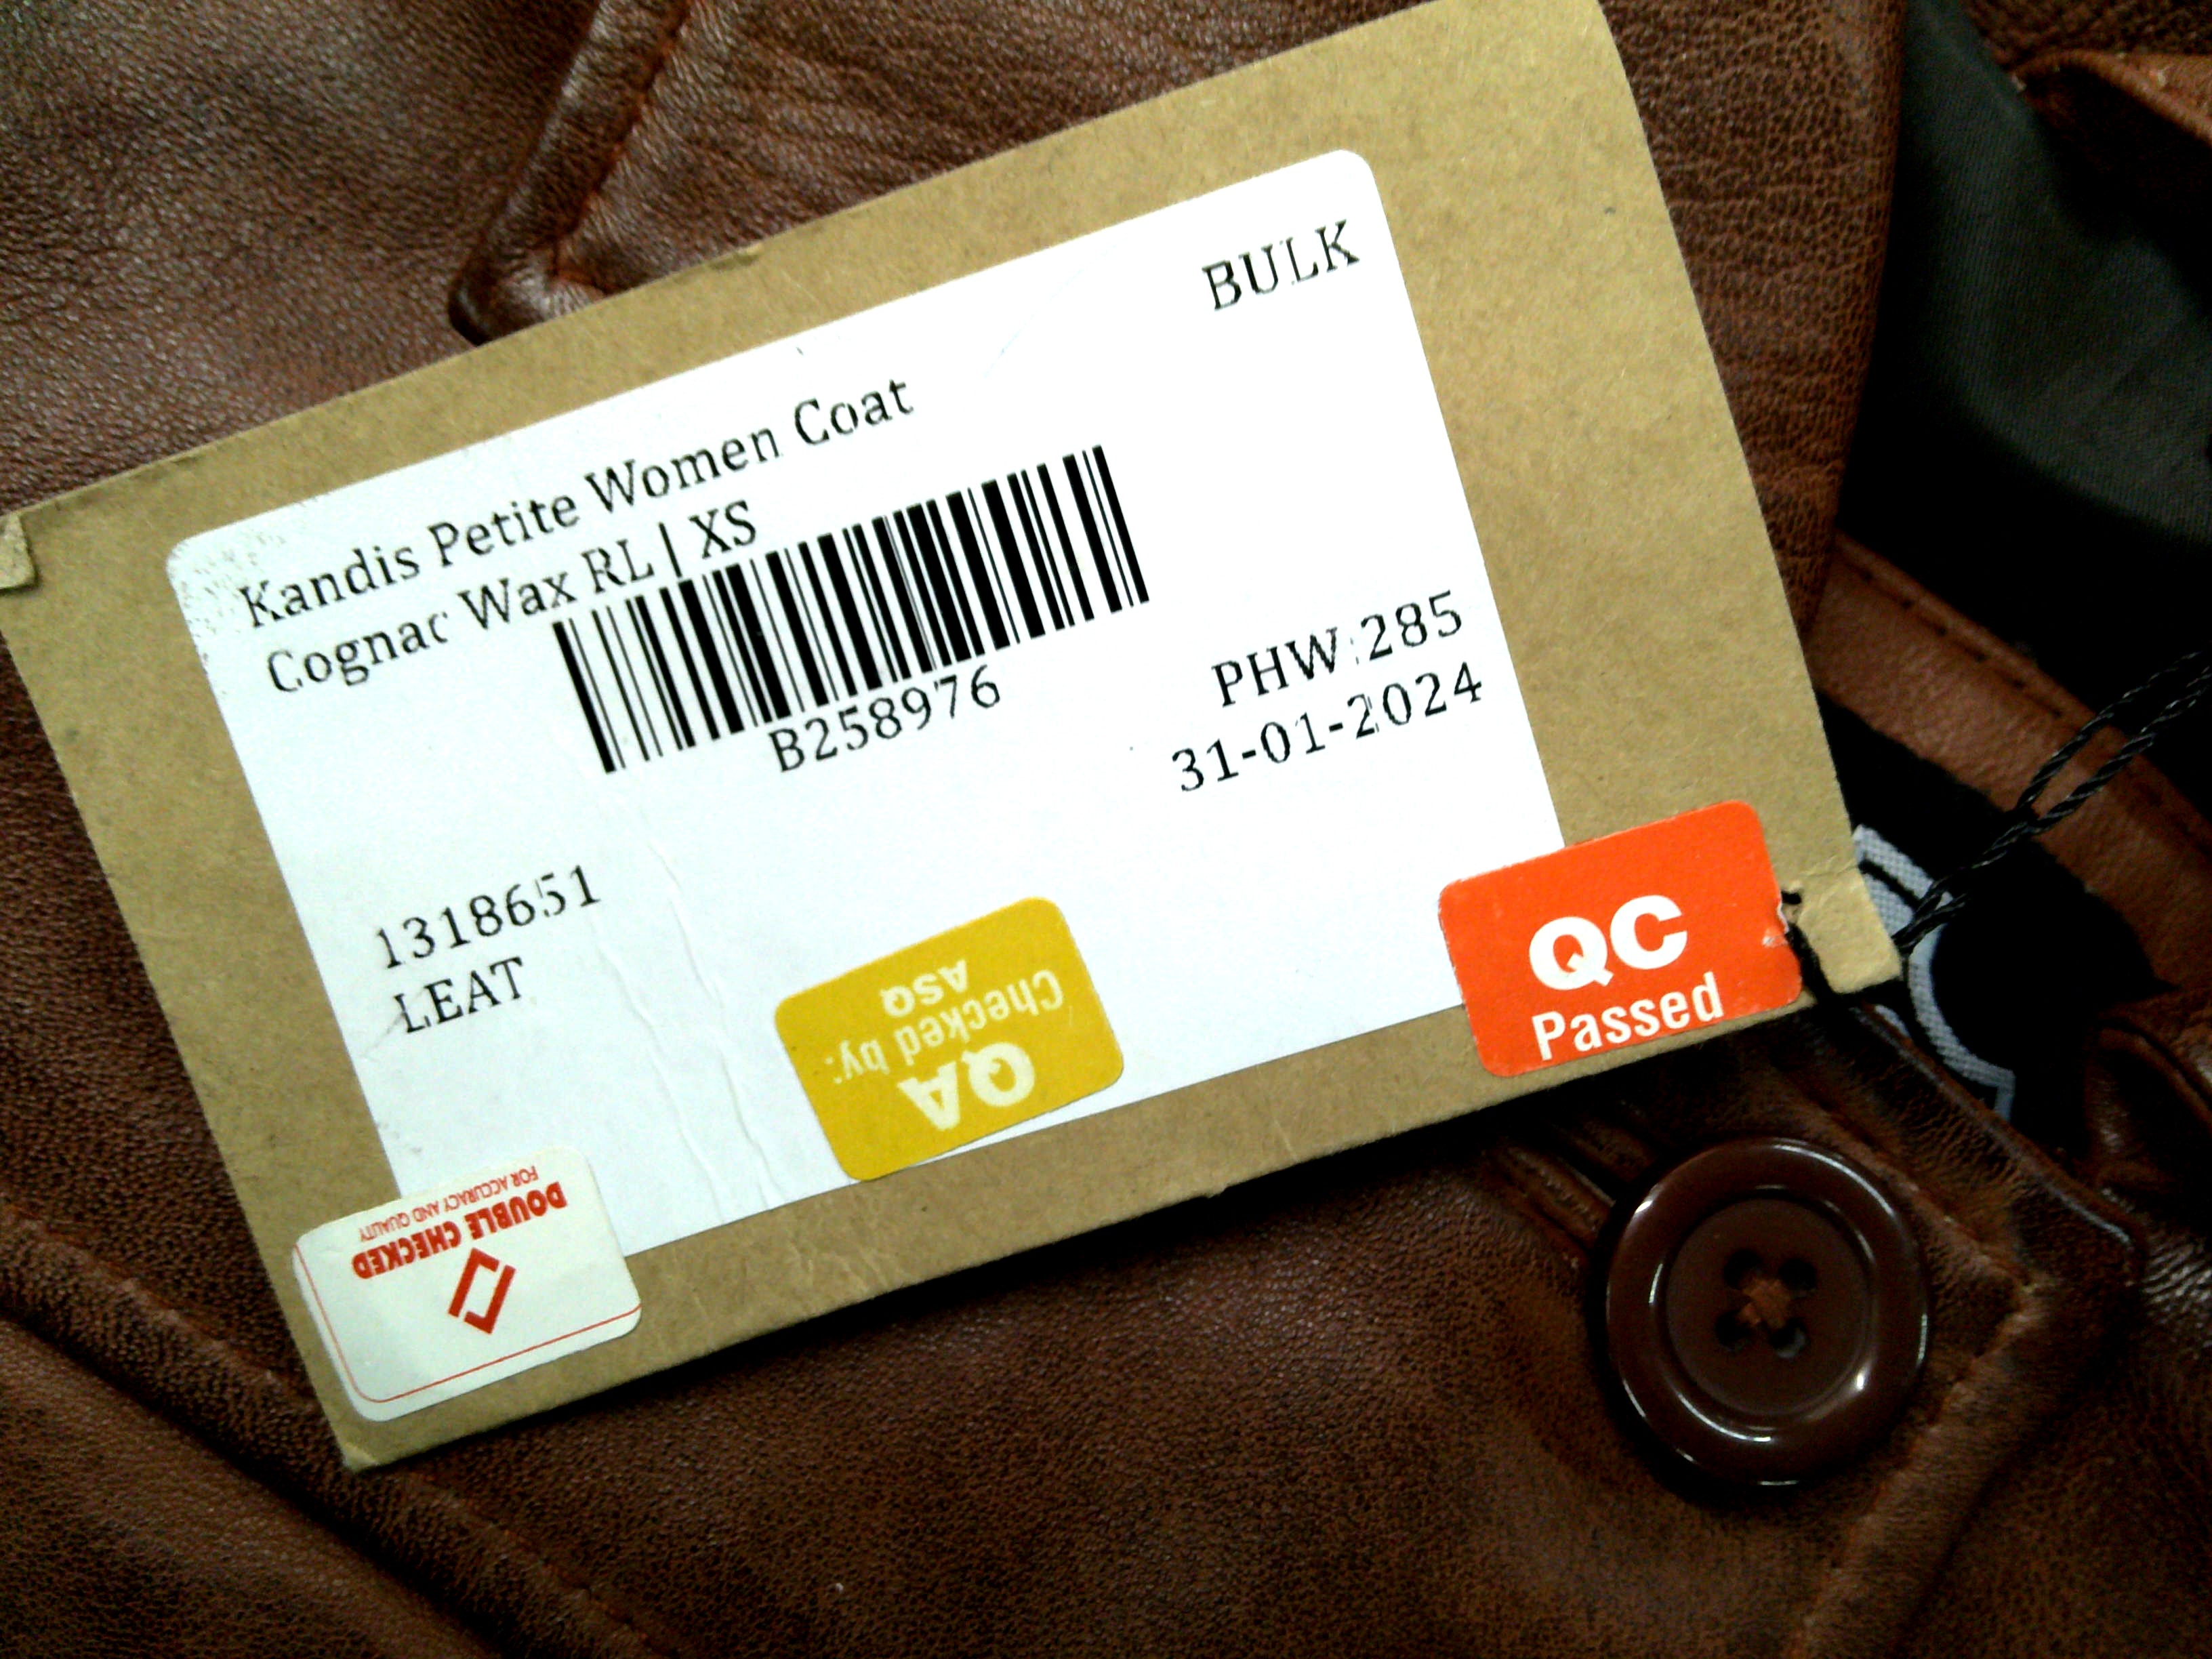 BULK
Kandis Petite Women Coat
Cognac Wax RL | XS
B258976
PHW:285
31-01-2024
1318651
LEAT
QA
Checked by:
ASQ
QC
Passed
DOUBLE CHECKED
FOR ACCURACY AND QUALITY